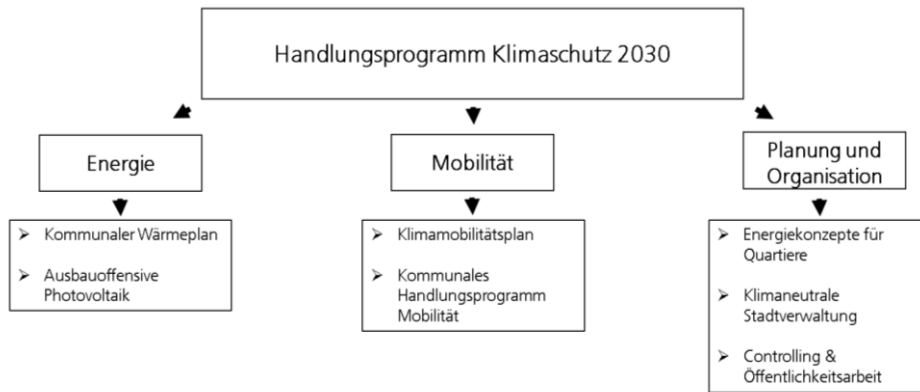 Handlungsprogramm Klimaschutz 2030
Energie
Mobilität
Planung und
Organisation
➢ Kommunaler Wärmeplan
➢ Ausbauoffensive
Photovoltaik
➢ Klimamobilitätsplan
➢ Kommunales
Handlungsprogramm
Mobilität
➢ Energiekonzepte für
Quartiere
➢ Klimaneutrale
Stadtverwaltung
➢ Controlling &
Öffentlichkeitsarbeit